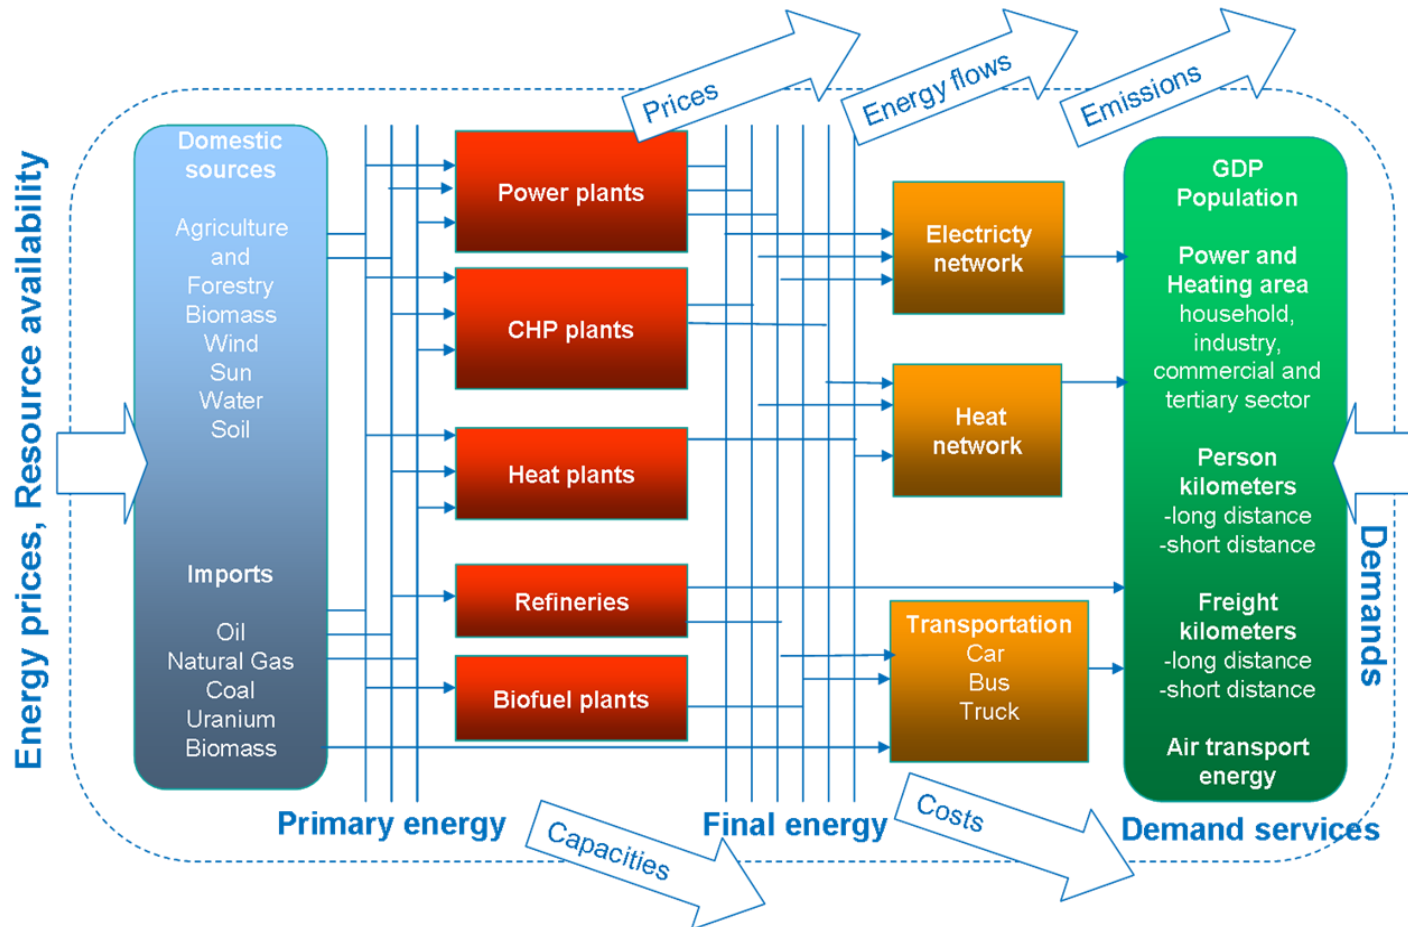 Prices
Energy flows
Emissions
Energy prices, Resource availability
Domestic
sources
Agriculture
and
Forestry
Biomass
Wind
Sun
Water
Soil
Imports
Oil
Natural Gas
Coal
Uranium
Biomass
Primary energy
Power plants
CHP plants
Heat plants
Refineries
Biofuel plants
Capacities
Final energy
Electricty
network
Heat
network
Transportation
Car
Bus
Truck
Costs
GDP
Population
Power and
Heating area
household,
industry,
commercial and
tertiary sector
Person
kilometers
-long distance
-short distance
Freight
kilometers
-long distance
-short distance
Air transport
energy
Demand services
Demands